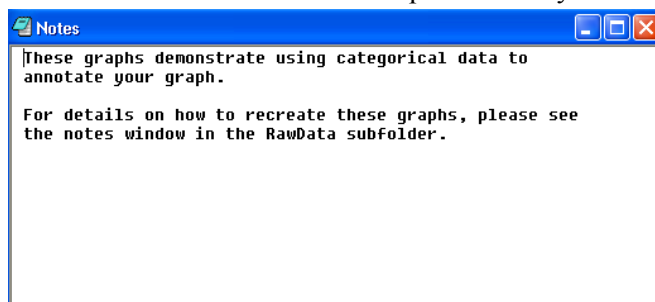 Notes
These graphs demonstrate using categorical data to
annotate your graph.
For details on how to recreate these graphs, please see
the notes window in the RawData subfolder.